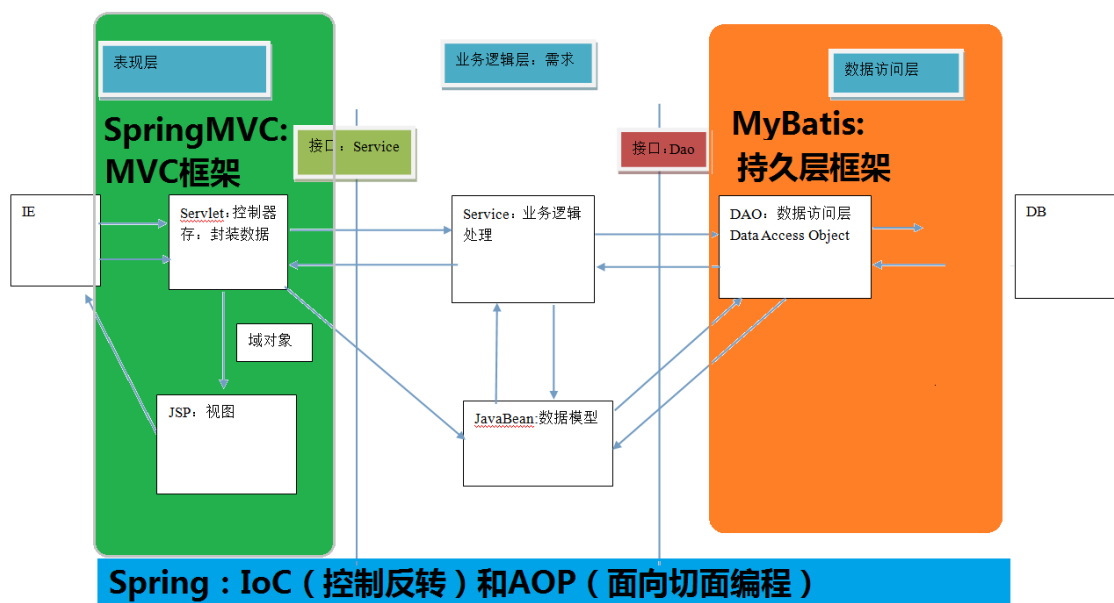 表现层
业务逻辑层：需求
数据访问层
SpringMVC:
MVC框架
接口：Service
接口:Dao
MyBatis:
持久层框架
IE
Servlet:控制器
存：封装数据
Service：业务逻辑
处理
DAO：数据访问层
Data Access Object
DB
域对象
JSP：视图
JavaBean:数据模型
Spring：IoC（控制反转）和AOP（面向切面编程）